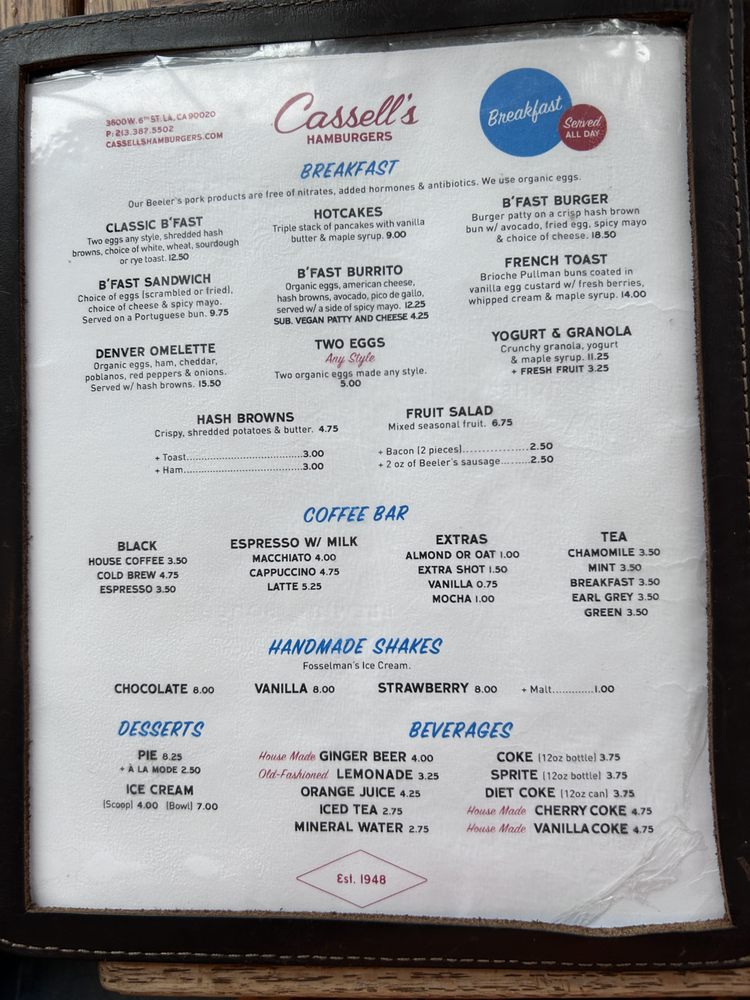 3600 W. 6TH ST. LA, CA 90020
P: 213.387.5502
CASSELLSHAMBURGERS.COM
Cassell's
HAMBURGERS
Breakfast
Served
ALL DAY
BREAKFAST
Our Beeler's pork products are free of nitrates, added hormones & antibiotics. We use organic eggs.
CLASSIC B'FAST
Two eggs any style, shredded hash
browns, choice of white, wheat, sourdough
or rye toast. 12.50
HOTCAKES
Triple stack of pancakes with vanilla
butter & maple syrup. 9.00
B'FAST BURGER
Burger patty on a crisp hash brown
bun w/ avocado, fried egg, spicy mayo
& choice of cheese. 18.50
B'FAST SANDWICH
Choice of eggs (scrambled or fried),
choice of cheese & spicy mayo.
Served on a Portuguese bun. 9.75
B'FAST BURRITO
Organic eggs, american cheese,
hash browns, avocado, pico de gallo,
served w/ a side of spicy mayo. 12.25
SUB. VEGAN PATTY AND CHEESE 4.25
FRENCH TOAST
Brioche Pullman buns coated in
vanilla egg custard w/ fresh berries,
whipped cream & maple syrup. 14.00
DENVER OMELETTE
Organic eggs, ham, cheddar,
poblanos, red peppers & onions.
Served w/ hash browns. 15.50
TWO EGGS
Any Style
Two organic eggs made any style.
5.00
YOGURT & GRANOLA
Crunchy granola, yogurt
& maple syrup. 11.25
+ FRESH FRUIT 3.25
HASH BROWNS
Crispy, shredded potatoes & butter. 4.75
+ Toast...................................3.00
+ Ham....................................3.00
FRUIT SALAD
Mixed seasonal fruit. 6.75
+ Bacon (2 pieces).................2.50
+ 2 oz of Beeler's sausage........2.50
COFFEE BAR
BLACK
HOUSE COFFEE 3.50
COLD BREW 4.75
ESPRESSO 3.50
ESPRESSO W/ MILK
MACCHIATO 4.00
CAPPUCCINO 4.75
LATTE 5.25
EXTRAS
ALMOND OR OAT 1.00
EXTRA SHOT 1.50
VANILLA 0.75
MOCHA 1.00
TEA
CHAMOMILE 3.50
MINT 3.50
BREAKFAST 3.50
EARL GREY 3.50
GREEN 3.50
HANDMADE SHAKES
Fosselman's Ice Cream.
CHOCOLATE 8.00 VANILLA 8.00 STRAWBERRY 8.00 + Malt............1.00
DESSERTS
PIE 8.25
+ À LA MODE 2.50
ICE CREAM
(Scoop) 4.00 (Bowl) 7.00
BEVERAGES
House Made GINGER BEER 4.00
Old-Fashioned LEMONADE 3.25
ORANGE JUICE 4.25
ICED TEA 2.75
MINERAL WATER 2.75
COKE (12oz bottle) 3.75
SPRITE (12oz bottle) 3.75
DIET COKE (12oz can) 3.75
House Made CHERRY COKE 4.75
House Made VANILLA COKE 4.75
Est. 1948